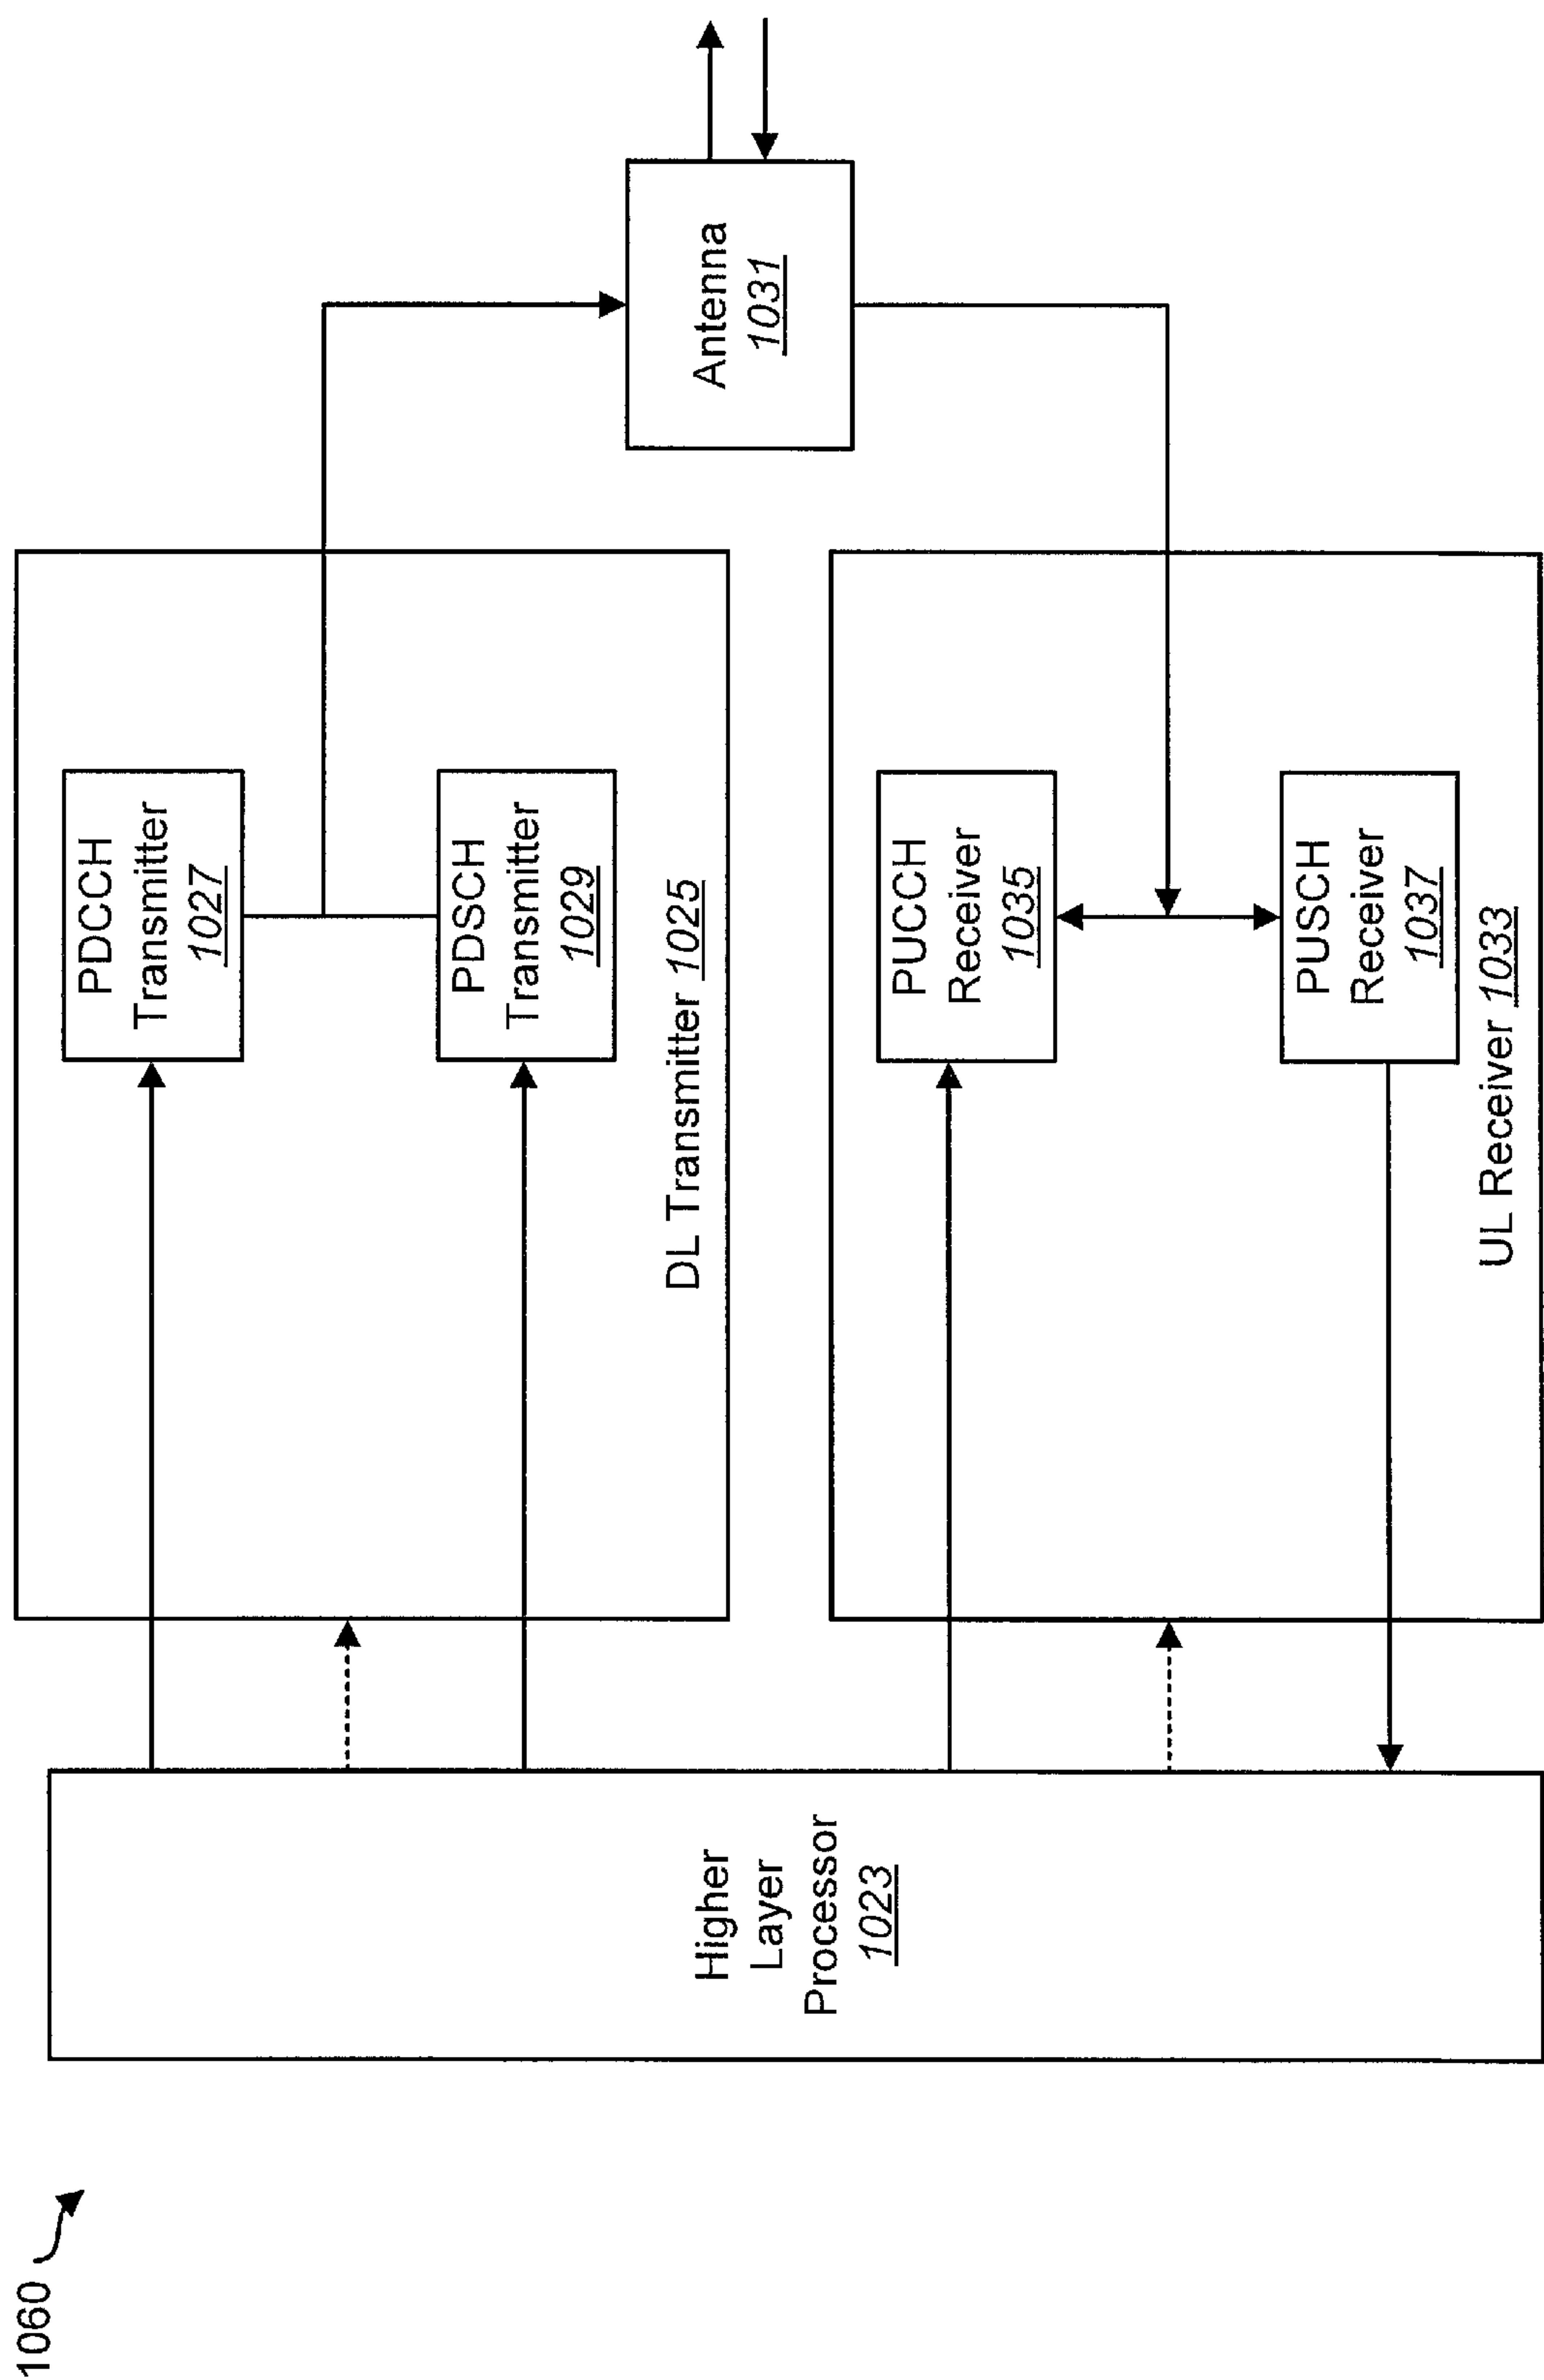 1060
Higher
Layer
Processor
1023
PDCCH
Transmitter
1027
PDSCH
Transmitter
1029
DL Transmitter 1025
PUCCH
Receiver
1035
PUSCH
Receiver
1037
UL Receiver 1033
Antenna
1031